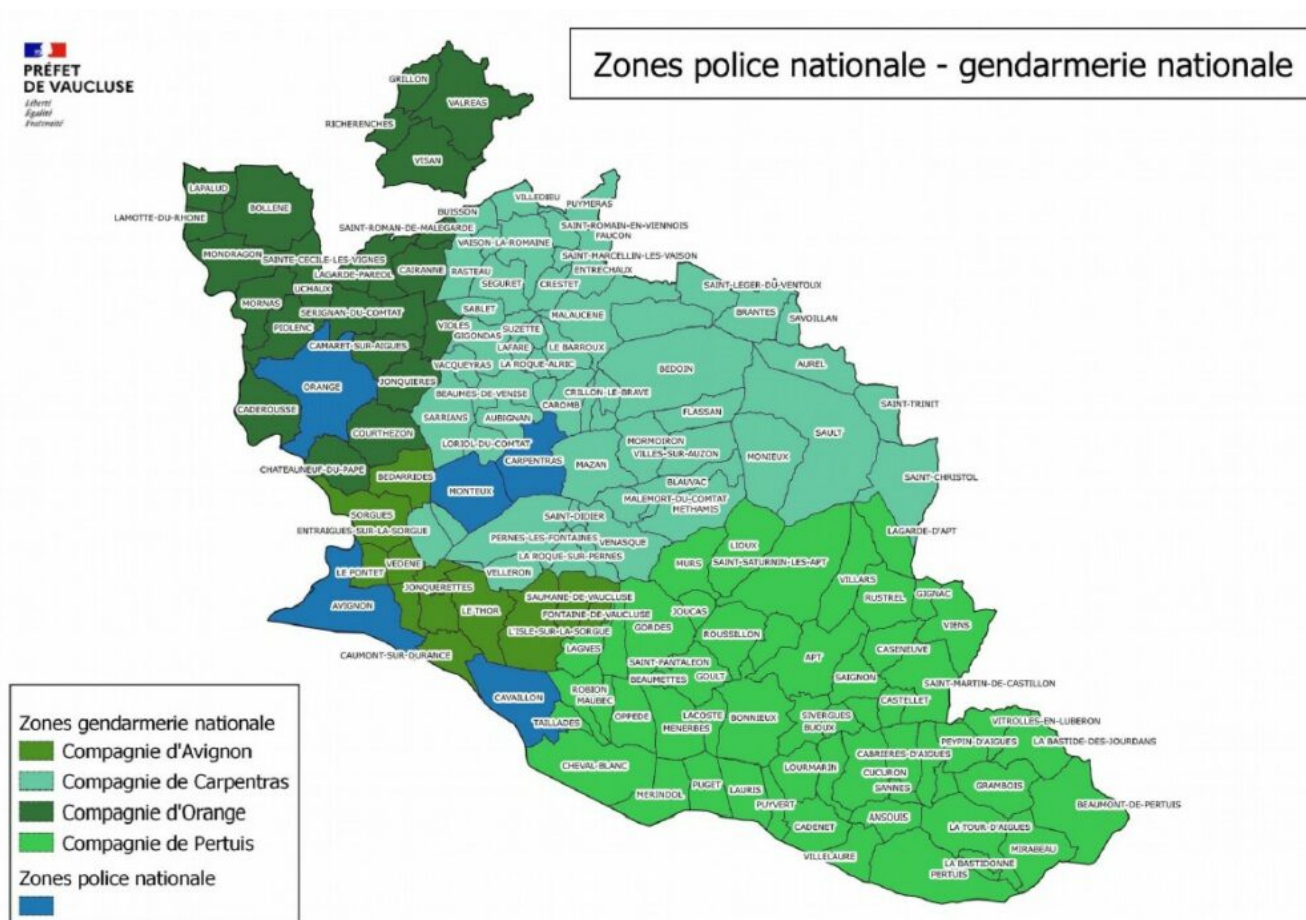 PRÉFET
DE VAUCLUSE
Liberté
Égalité
Fraternité
Zones police nationale - gendarmerie nationale
GRILLON
VALREAS
RICHERENCHES
VISAN
LAPALUD
BOLLENE
LAMOTTE-DU-RHONE
VILLEDIEU
PUYMERAS
BUISSON
SAINT-ROMAN-DE-MALEGARDE
SAINT-ROMAIN-EN-VIENNOIS
FAUCON
VAISON-LA-ROMAINE
MONDRAGON
SAINTE-CECILE-LES-VIGNES
SAINT-MARCELLIN-LES-VAISON
LAGARDE-PAREOL
CAIRANNE
RASTEAU
ENTRECHAUX
UCHAUX
SEGURET
CRESTET
SAINT-LEGER-DU-VENTOUX
MORNAS
SERIGNAN-DU-COMTAT
SABLET
MALAUCENE
BRANTES
SAVOILLAN
PIOLENC
VIOLES
SUZETTE
GIGONDAS
CAMARET-SUR-AIGUES
LAFARE
LE BARROUX
VACQUEYRAS
LA ROQUE-ALRIC
BEDOIN
AUREL
ORANGE
JONQUIERES
BEAUMES-DE-VENISE
CRILLON-LE-BRAVE
CAROMB
SAINT-TRINIT
CADEROUSSE
SARRIANS
AUBIGNAN
FLASSAN
COURTHEZON
LORIOL-DU-COMTAT
MORMOIRON
SAULT
VILLES-SUR-AUZON
CARPENTRAS
MAZAN
MONIEUX
CHATEAUNEUF-DU-PAPE
BEDARRIDES
SAINT-CHRISTOL
MONTEUX
BLAUVAC
MALEMORT-DU-COMTAT
METHAMIS
SORGUES
SAINT-DIDIER
ENTRAIGUES-SUR-LA-SORGUE
LAGARDE-D'APT
PERNES-LES-FONTAINES
VENASQUE
LIOUX
LA ROQUE-SUR-PERNES
MURS
SAINT-SATURNIN-LES-APT
VEDENE
LE PONTET
VELLERON
VILLARS
JONQUERETTES
RUSTREL
GIGNAC
SAUMANE-DE-VAUCLUSE
AVIGNON
LE THOR
FONTAINE-DE-VAUCLUSE
JOUCAS
GORDES
VIENS
L'ISLE-SUR-LA-SORGUE
ROUSSILLON
LAGNES
CASENEUVE
CAUMONT-SUR-DURANCE
SAINT-PANTALEON
APT
BEAUMETTES
GOULT
SAIGNON
SAINT-MARTIN-DE-CASTILLON
CAVAILLON
ROBION
MAUBEC
CASTELLET
OPPEDE
LACOSTE
BONNIEUX
SIVERGUES
VITROLLES-EN-LUBERON
TAILLADES
MENERBES
BUOUX
PEYPIN-D'AIGUES
LA BASTIDE-DES-JOURDANS
CABRIERES-D'AIGUES
CHEVAL-BLANC
LOURMARIN
CUCURON
PUGET
SANNES
GRAMBOIS
MERINDOL
LAURIS
PUYVERT
BEAUMONT-DE-PERTUIS
ANSOUIS
CADENET
LA TOUR-D'AIGUES
MIRABEAU
VILLELAURE
LA BASTIDONNE
PERTUIS
Zones gendarmerie nationale
Compagnie d'Avignon
Compagnie de Carpentras
Compagnie d'Orange
Compagnie de Pertuis
Zones police nationale